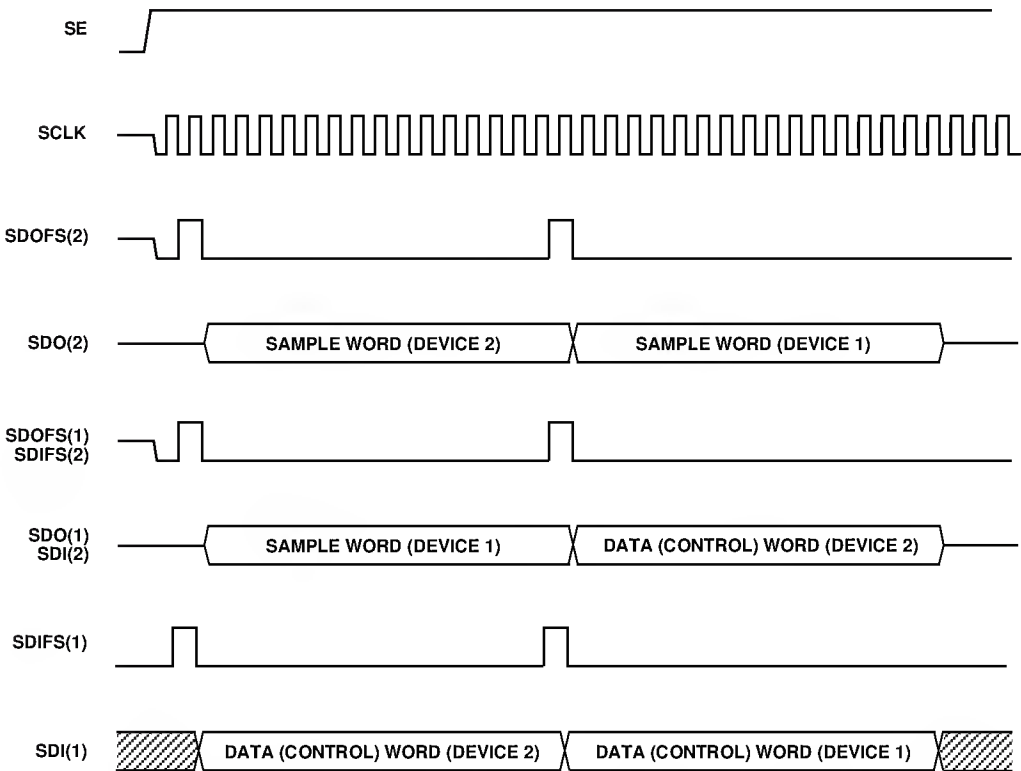 SE
SCLK
SDOFS(2)
SDO(2)
SAMPLE WORD (DEVICE 2)
SAMPLE WORD (DEVICE 1)
SDOFS(1)
SDIFS(2)
SDO(1)
SDI(2)
SAMPLE WORD (DEVICE 1)
DATA (CONTROL) WORD (DEVICE 2)
SDIFS(1)
SDI(1)
DATA (CONTROL) WORD (DEVICE 2)
DATA (CONTROL) WORD (DEVICE 1)